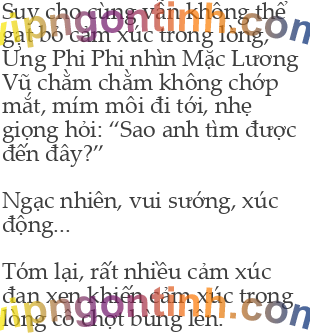 Suy cho cùng vẫn không thể
gạt bỏ cảm xúc trong lòng,
Ưng Phi Phi nhìn Mặc Lương
Vũ chằm chằm không chớp
mắt, mím môi đi tới, nhẹ
giọng hỏi: “Sao anh tìm được
đến đây?”
Ngạc nhiên, vui sướng, xúc
động...
Tóm lại, rất nhiều cảm xúc
đan xen khiến cảm xúc trong
lòng cô chợt bùng lên.